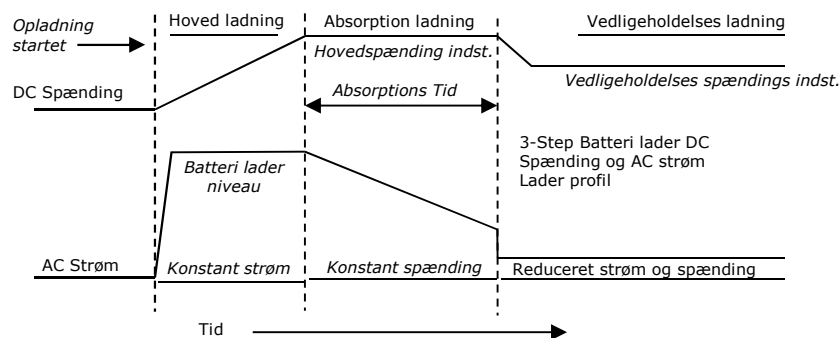 Opladning
startet
Hoved ladning
Absorption ladning
Vedligeholdelses ladning
Hovedspænding indst.
Vedligeholdelses spændings indst.
DC Spænding
Absorptions Tid
3-Step Batteri lader DC
Spænding og AC strøm
Lader profil
Batteri lader
niveau
AC Strøm
Konstant strøm
Konstant spænding
Reduceret strøm og spænding
Tid